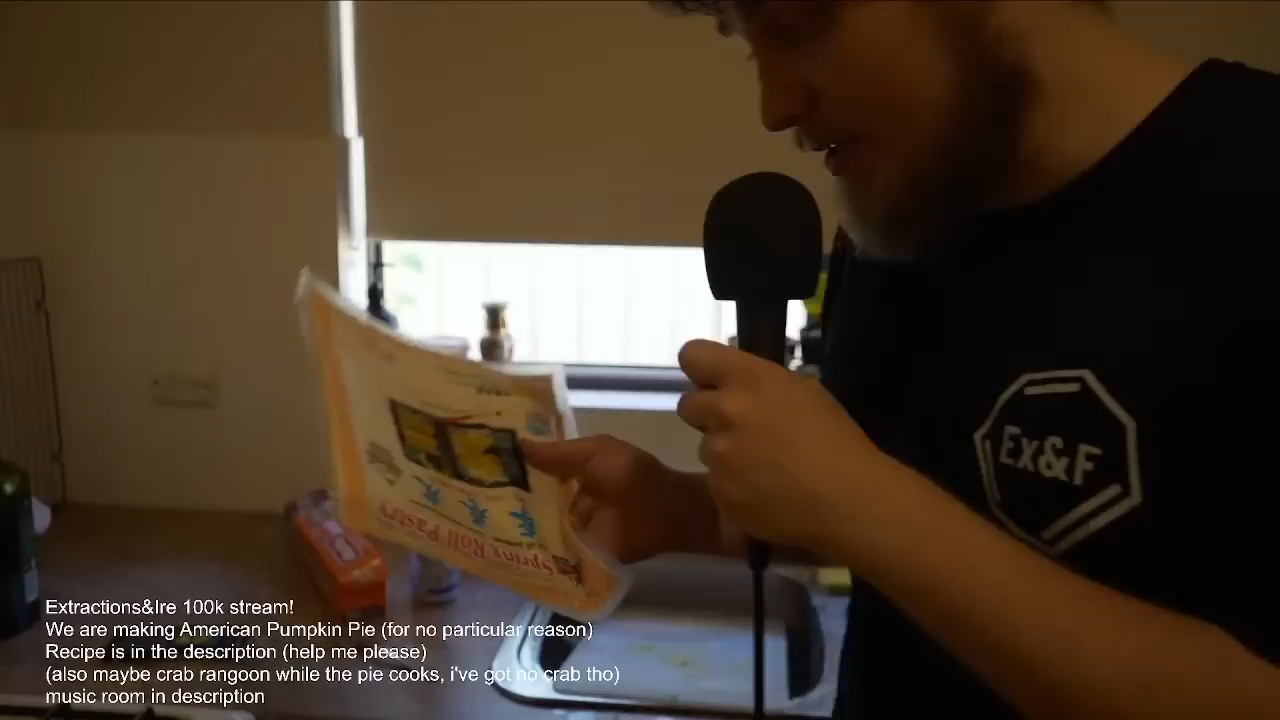 Ex&F
Spring Roll Pastry
Extractions&Ire 100k stream!
We are making American Pumpkin Pie (for no particular reason)
Recipe is in the description (help me please)
(also maybe crab rangoon while the pie cooks, i've got no crab tho)
music room in description